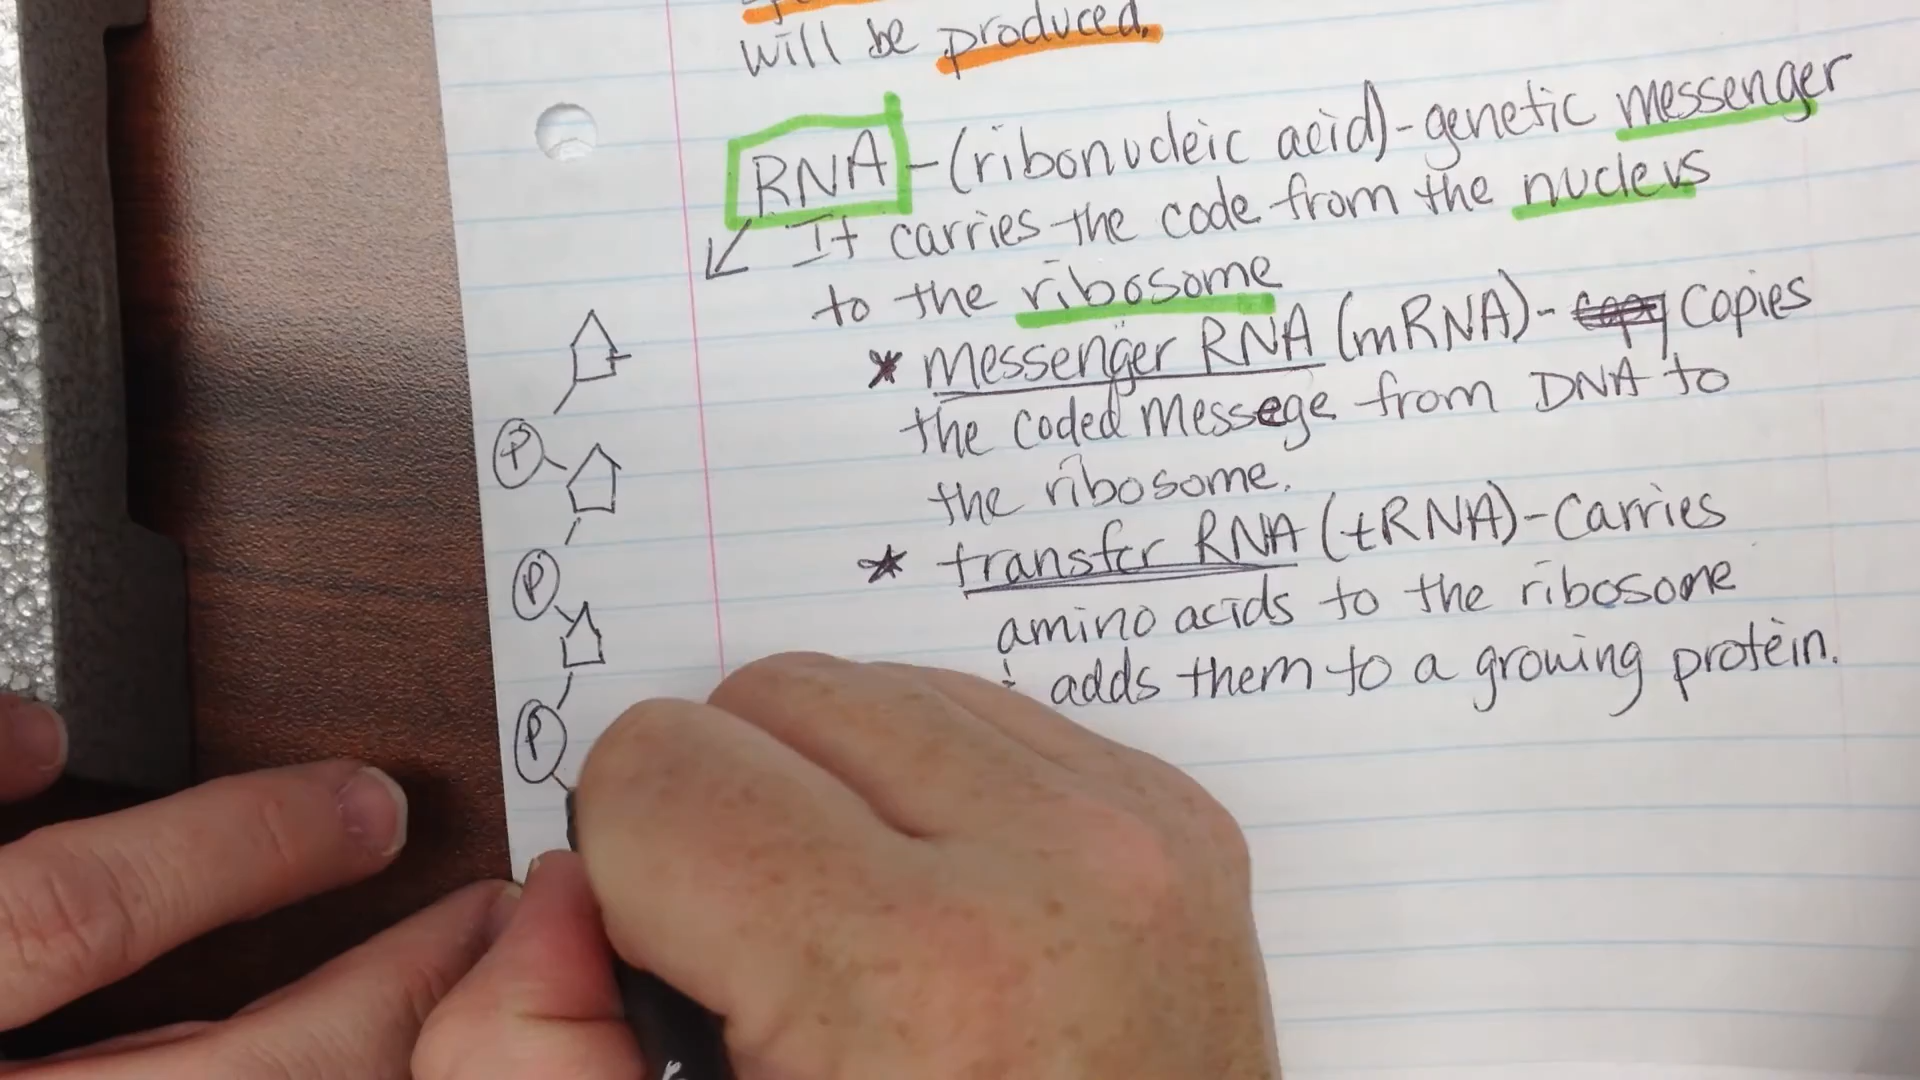 will be produced.
RNA - (ribonucleic acid) - genetic messenger
It carries the code from the nucleus
to the ribosome
* messenger RNA (mRNA) - copy copies
the coded messege from DNA to
the ribosome.
* transfer RNA (tRNA) - carries
amino acids to the ribosome
adds them to a growing protein.
P
P
P